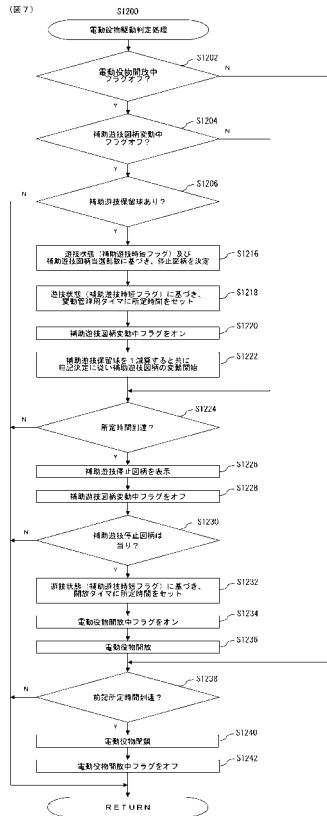 (図7)
S1200
電動役物駆動判定処理
S1202
電動役物開放中
フラグオフ?
N
Y
S1204
補助遊技図柄変動中
フラグオフ?
N
Y
S1206
N
補助遊技保留球あり?
Y
S1216
遊技状態(補助遊技時短フラグ)及び
補助遊技図柄当選乱数に基づき、停止図柄を決定
S1218
遊技状態(補助遊技時短フラグ)に基づき、
変動管理用タイマに所定時間をセット
S1220
補助遊技図柄変動中フラグをオン
S1222
補助遊技保留球を1減算すると共に
前記決定に従い補助遊技図柄の変動開始
S1224
N
所定時間到達?
Y
S1226
補助遊技停止図柄を表示
S1228
補助遊技図柄変動中フラグをオフ
S1230
N
補助遊技停止図柄は
当り?
Y
S1232
遊技状態(補助遊技時短フラグ)に基づき、
開放タイマに所定時間をセット
S1234
電動役物開放中フラグをオン
S1236
電動役物開放
S1238
N
前記所定時間到達?
Y
S1240
電動役物閉鎖
S1242
電動役物開放中フラグをオフ
RETURN